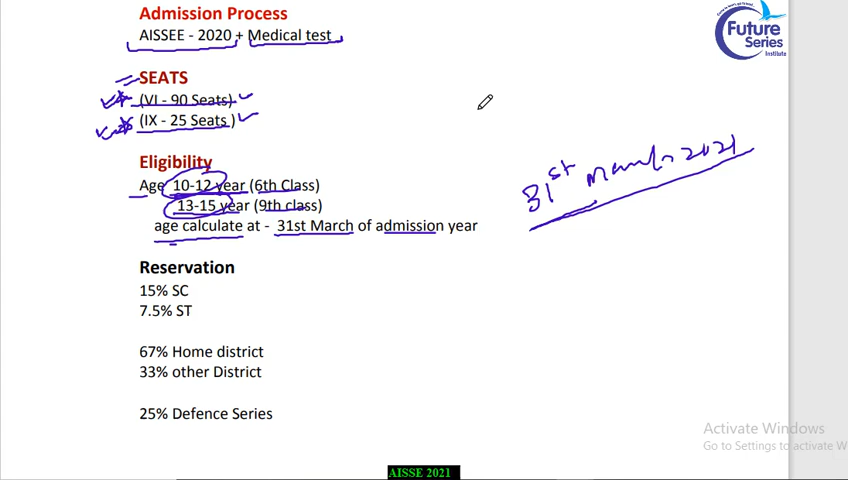 Admission Process
AISSEE - 2020 + Medical test
SEATS
(VI - 90 Seats)
(IX - 25 Seats )
Eligibility
Age 10-12 year (6th Class)
13-15 year (9th class)
age calculate at - 31st March of admission year
31st March 2021
Reservation
15% SC
7.5% ST
67% Home district
33% other District
25% Defence Series
Future
Series
Institute
Activate Windows
Go to Settings to activate W
AISSE 2021